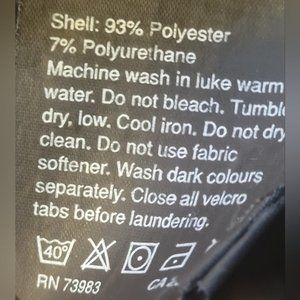 Shell: 93% Polyester
7% Polyurethane
Machine wash in luke warm
water. Do not bleach. Tumble
dry, low. Cool iron. Do not dry
clean. Do not use fabric
softener. Wash dark colours
separately. Close all velcro
tabs before laundering.
40°
RN 73983 CA